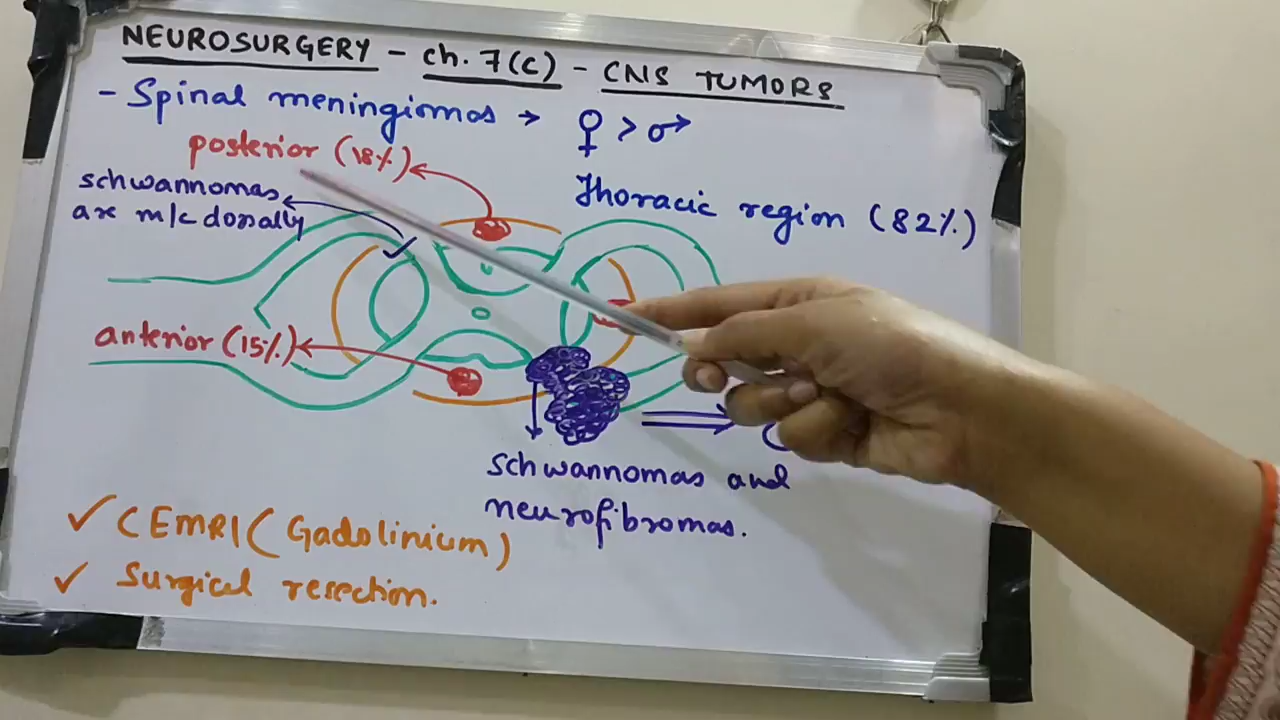 NEUROSURGERY - ch. 7(C) - CNS TUMORS
- Spinal meningiomas → ♀ > ♂
posterior (18%)
Thoracic region (82%)
schwannomas
are m/c dorsally
anterior (15%)
schwannomas and
neurofibromas.
✓ CEMRI (Gadolinium)
✓ Surgical resection.